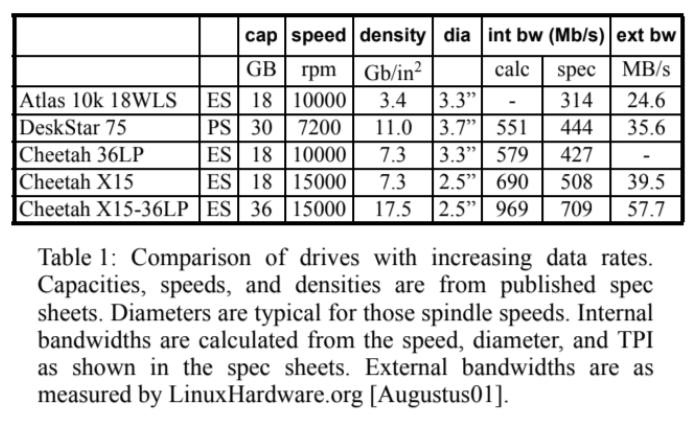 cap speed density dia int bw (Mb/s) ext bw
GB rpm Gb/in² calc spec MB/s
Atlas 10k 18WLS ES 18 10000 3.4 3.3” - 314 24.6
DeskStar 75 PS 30 7200 11.0 3.7” 551 444 35.6
Cheetah 36LP ES 18 10000 7.3 3.3” 579 427 -
Cheetah X15 ES 18 15000 7.3 2.5” 690 508 39.5
Cheetah X15-36LP ES 36 15000 17.5 2.5” 969 709 57.7
Table 1: Comparison of drives with increasing data rates.
Capacities, speeds, and densities are from published spec
sheets. Diameters are typical for those spindle speeds. Internal
bandwidths are calculated from the speed, diameter, and TPI
as shown in the spec sheets. External bandwidths are as
measured by LinuxHardware.org [Augustus01].